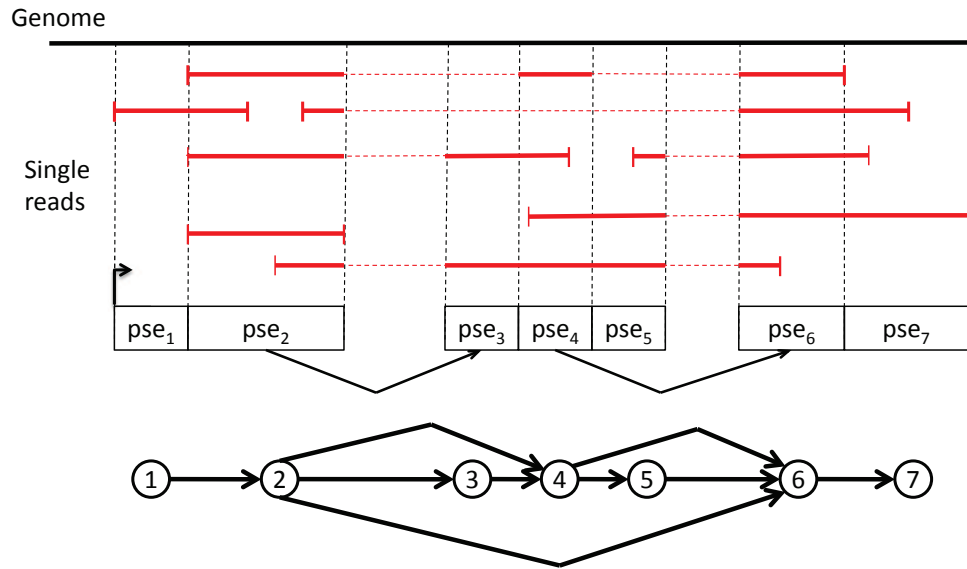 Genome
Single
reads
pse₁ pse₂ pse₃ pse₄ pse₅ pse₆ pse₇
1 2 3 4 5 6 7